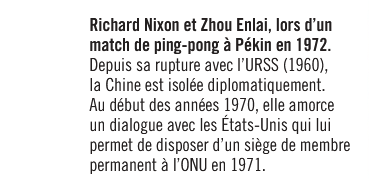 Richard Nixon et Zhou Enlai, lors d'un
match de ping-pong à Pékin en 1972.
Depuis sa rupture avec l'URSS (1960),
la Chine est isolée diplomatiquement.
Au début des années 1970, elle amorce
un dialogue avec les États-Unis qui lui
permet de disposer d'un siège de membre
permanent à l'ONU en 1971.